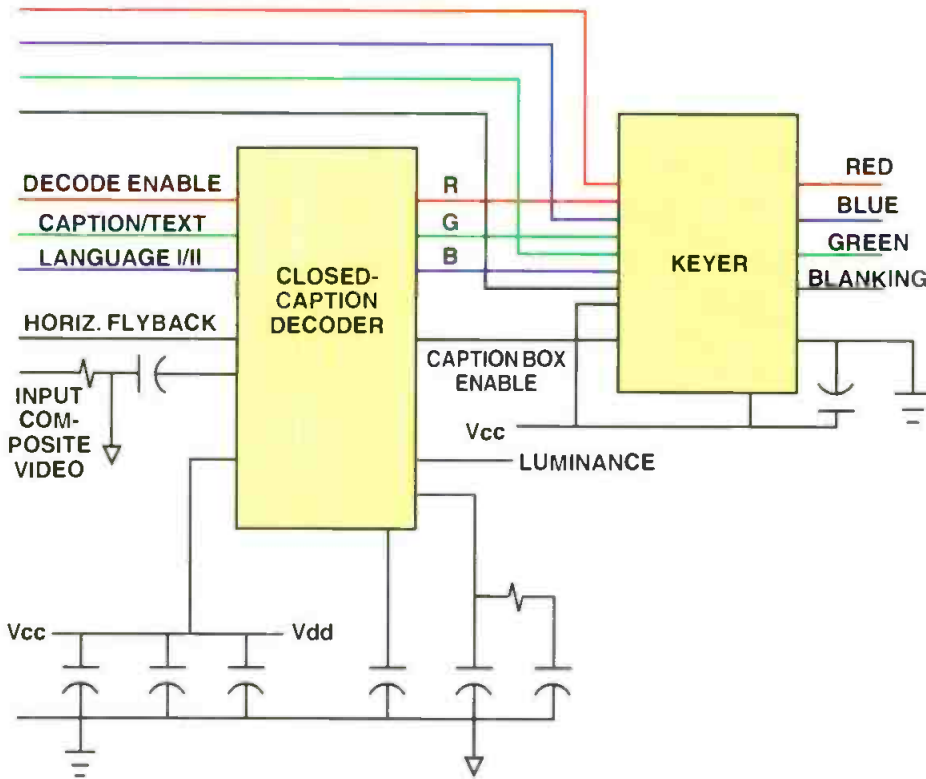 DECODE ENABLE
CAPTION/TEXT
LANGUAGE I/II
HORIZ. FLYBACK
INPUT
COM-
POSITE
VIDEO
CLOSED-
CAPTION
DECODER
R
G
B
CAPTION BOX
ENABLE
Vcc
LUMINANCE
KEYER
RED
BLUE
GREEN
BLANKING
Vcc
Vdd